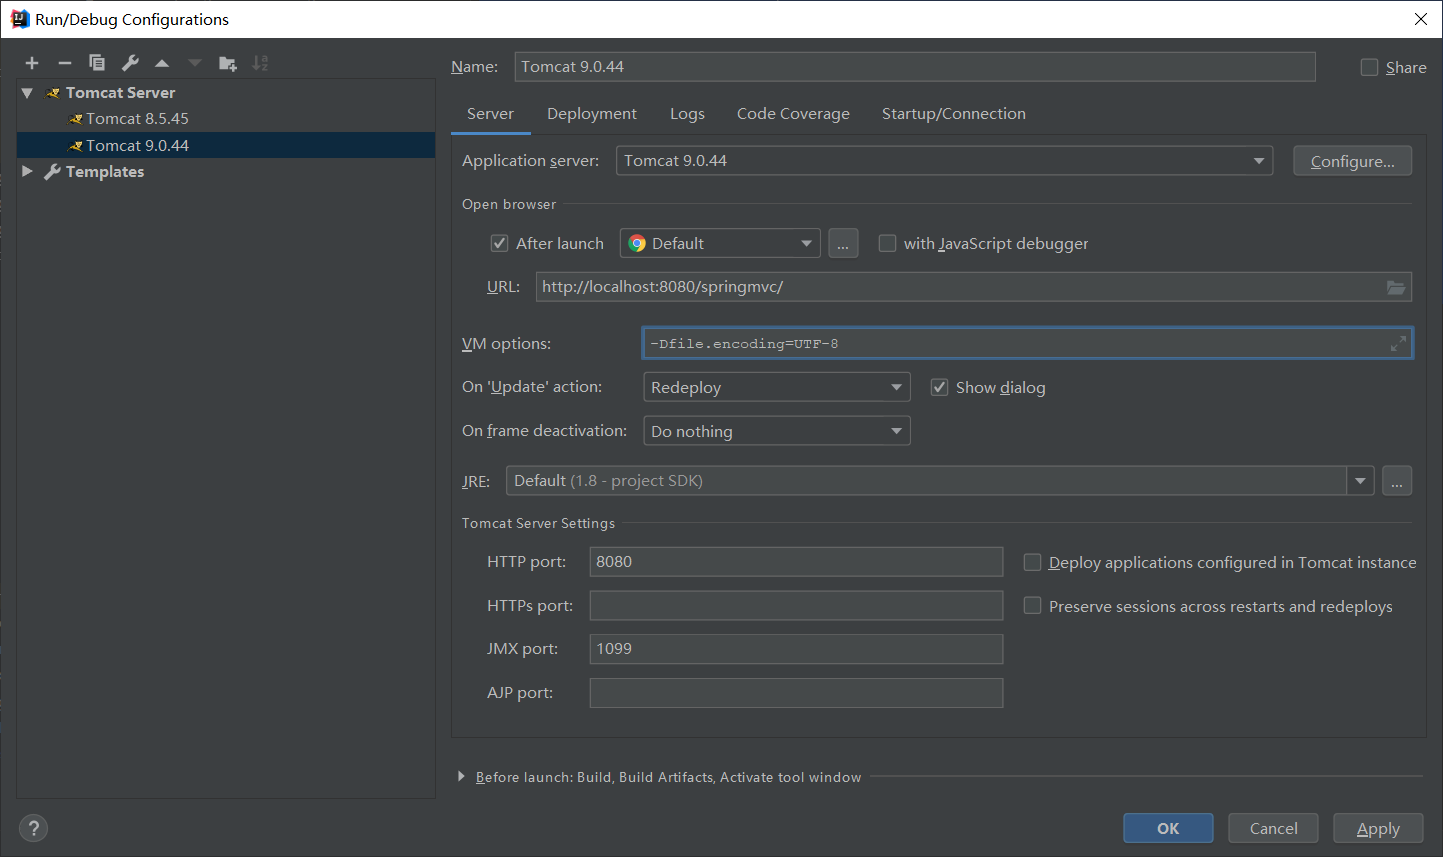 Run/Debug Configurations
Tomcat Server
Tomcat 8.5.45
Tomcat 9.0.44
Templates
Name: Tomcat 9.0.44 Share
Server Deployment Logs Code Coverage Startup/Connection
Application server: Tomcat 9.0.44 Configure...
Open browser
After launch Default ... with JavaScript debugger
URL: http://localhost:8080/springmvc/
VM options: -Dfile.encoding=UTF-8
On 'Update' action: Redeploy Show dialog
On frame deactivation: Do nothing
JRE: Default (1.8 - project SDK) ...
Tomcat Server Settings
HTTP port: 8080 Deploy applications configured in Tomcat instance
HTTPs port: Preserve sessions across restarts and redeploys
JMX port: 1099
AJP port:
Before launch: Build, Build Artifacts, Activate tool window
? OK Cancel Apply